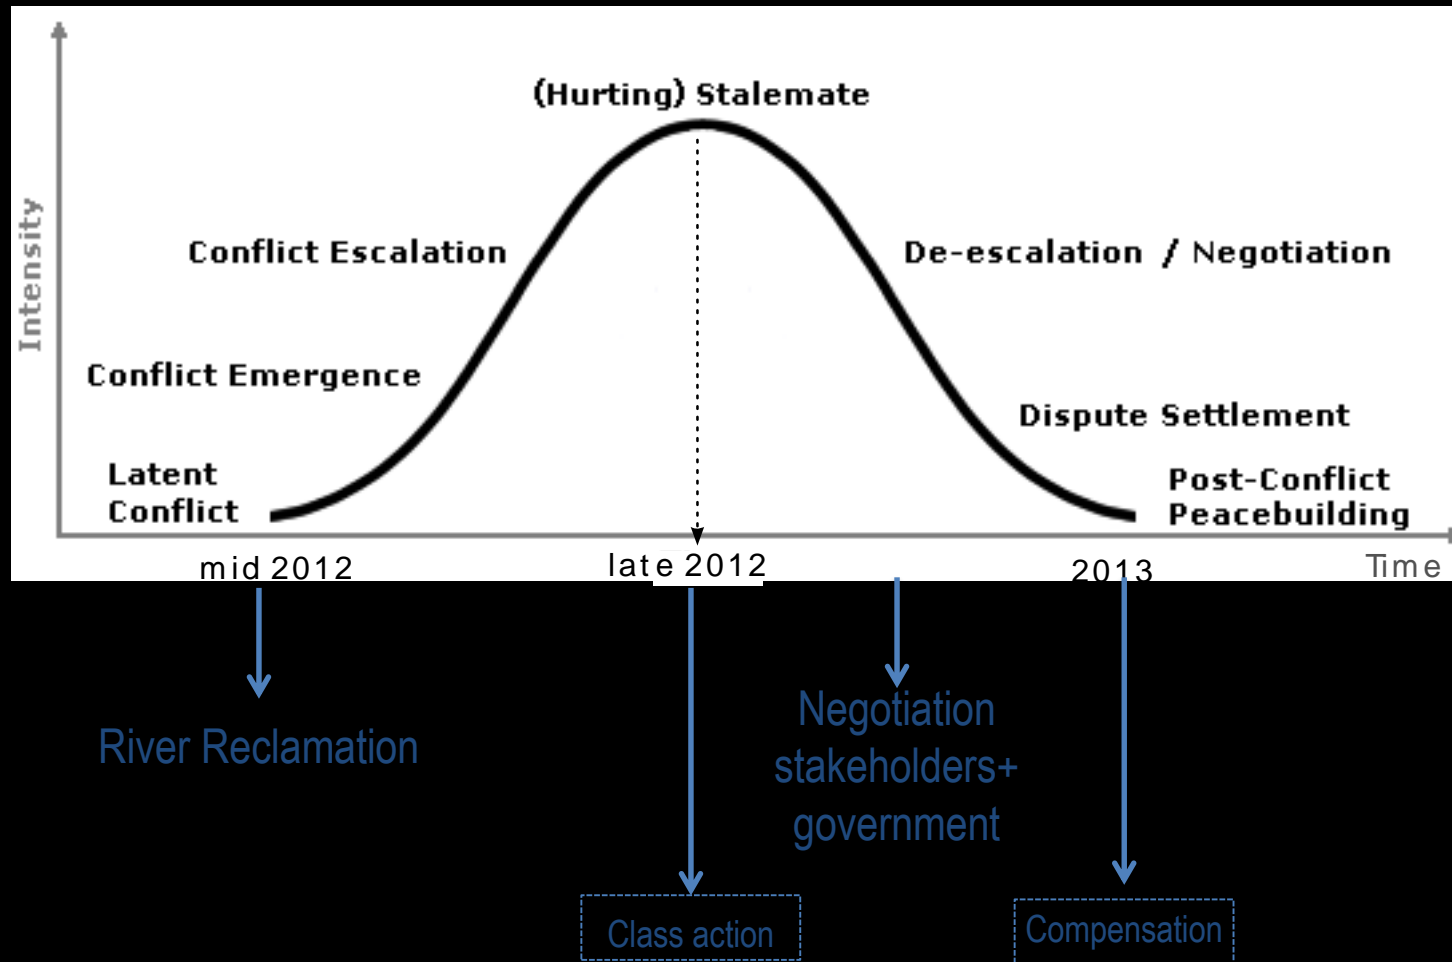 (Hurting) Stalemate
Intensity
Conflict Escalation
De-escalation / Negotiation
Conflict Emergence
Dispute Settlement
Latent
Conflict
Post-Conflict
Peacebuilding
mid 2012
late 2012
2013
Time
River Reclamation
Negotiation
stakeholders+
government
Class action
Compensation